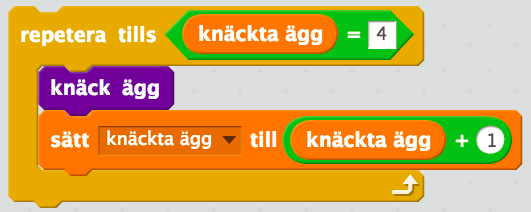 repetera tills knäckta ägg = 4
knäck ägg
sätt knäckta ägg till knäckta ägg + 1